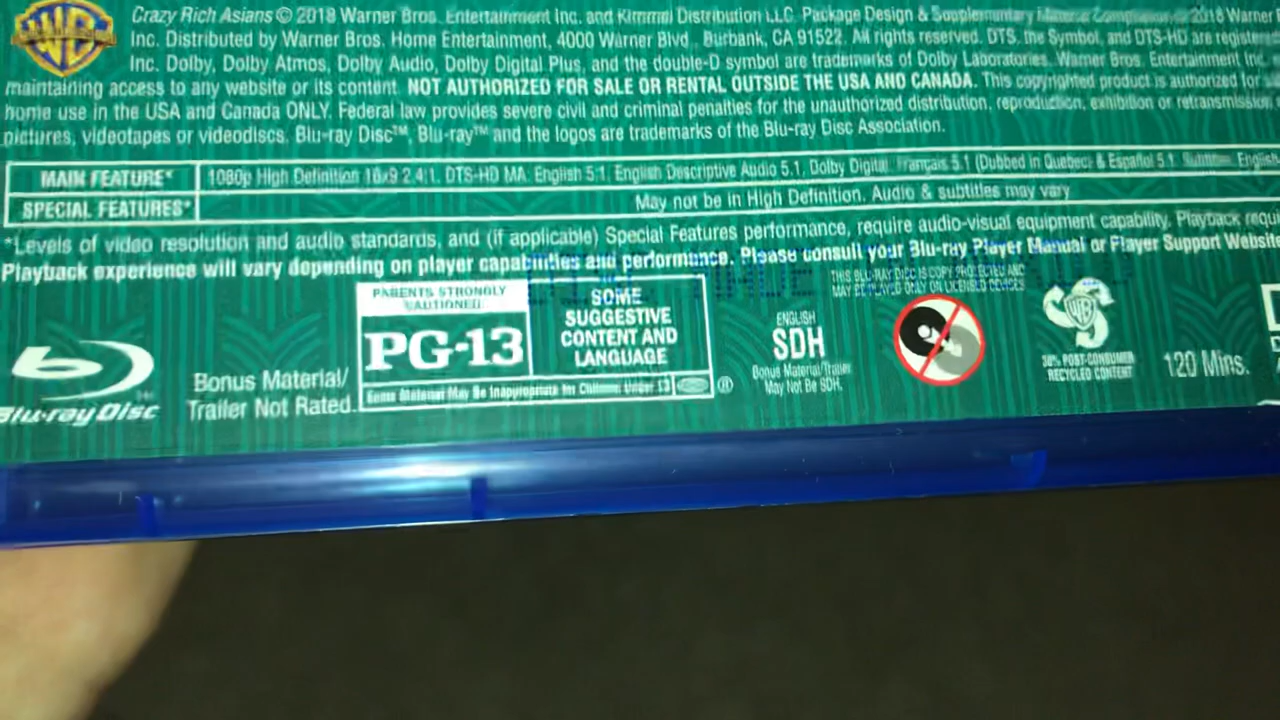 Crazy Rich Asians © 2018 Warner Bros. Entertainment Inc. and Kimmel Distribution LLC. Package Design & Supplementary Material Compilation © 2018 Warner
Inc. Distributed by Warner Bros. Home Entertainment, 4000 Warner Blvd., Burbank, CA 91522. All rights reserved. DTS, the Symbol, and DTS-HD are
Inc. Dolby, Dolby Atmos, Dolby Audio, Dolby Digital Plus, and the double-D symbol are trademarks of Dolby Laboratories. Warner Bros. Entertainment Inc.
maintaining access to any website or its content. NOT AUTHORIZED FOR SALE OR RENTAL OUTSIDE THE USA AND CANADA. This copyrighted product is authorized for
home use in the USA and Canada ONLY. Federal law provides severe civil and criminal penalties for the unauthorized distribution, reproduction, exhibition or retransmission
pictures, videotapes or videodiscs. Blu-ray Disc™, Blu-ray™ and the logos are trademarks of the Blu-ray Disc Association.
MAIN FEATURE* 1080p High Definition 16x9 2.4:1, DTS-HD MA: English 5.1, English Descriptive Audio 5.1, Dolby Digital: Français 5.1 (Dubbed in Quebec) & Español 5.1. Subtitles: English
SPECIAL FEATURES* May not be in High Definition. Audio & subtitles may vary
*Levels of video resolution and audio standards, and (if applicable) Special Features performance, require audio-visual equipment capability. Playback
Playback experience will vary depending on player capabilities and performance. Please consult your Blu-ray Player Manual or Player Support Website
THIS BLU-RAY DISC IS COPY PROTECTED AND
MAY BE PLAYED ONLY ON LICENSED DEVICES
Blu-ray Disc
Bonus Material/
Trailer Not Rated.
PARENTS STRONGLY CAUTIONED
PG-13
SOME
SUGGESTIVE
CONTENT AND
LANGUAGE
Some Material May Be Inappropriate for Children Under 13
®
ENGLISH
SDH
Bonus Material/Trailer
May Not Be SDH.
WB
30% POST-CONSUMER
RECYCLED CONTENT
120 Mins.